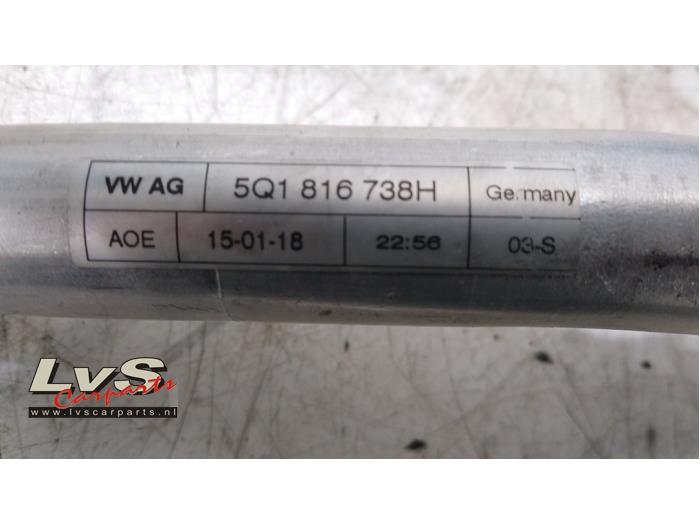 VW AG 5Q1 816 738H Germany
AOE 15-01-18 22:56 03-S
LvS
Carparts
www.lvscarparts.nl